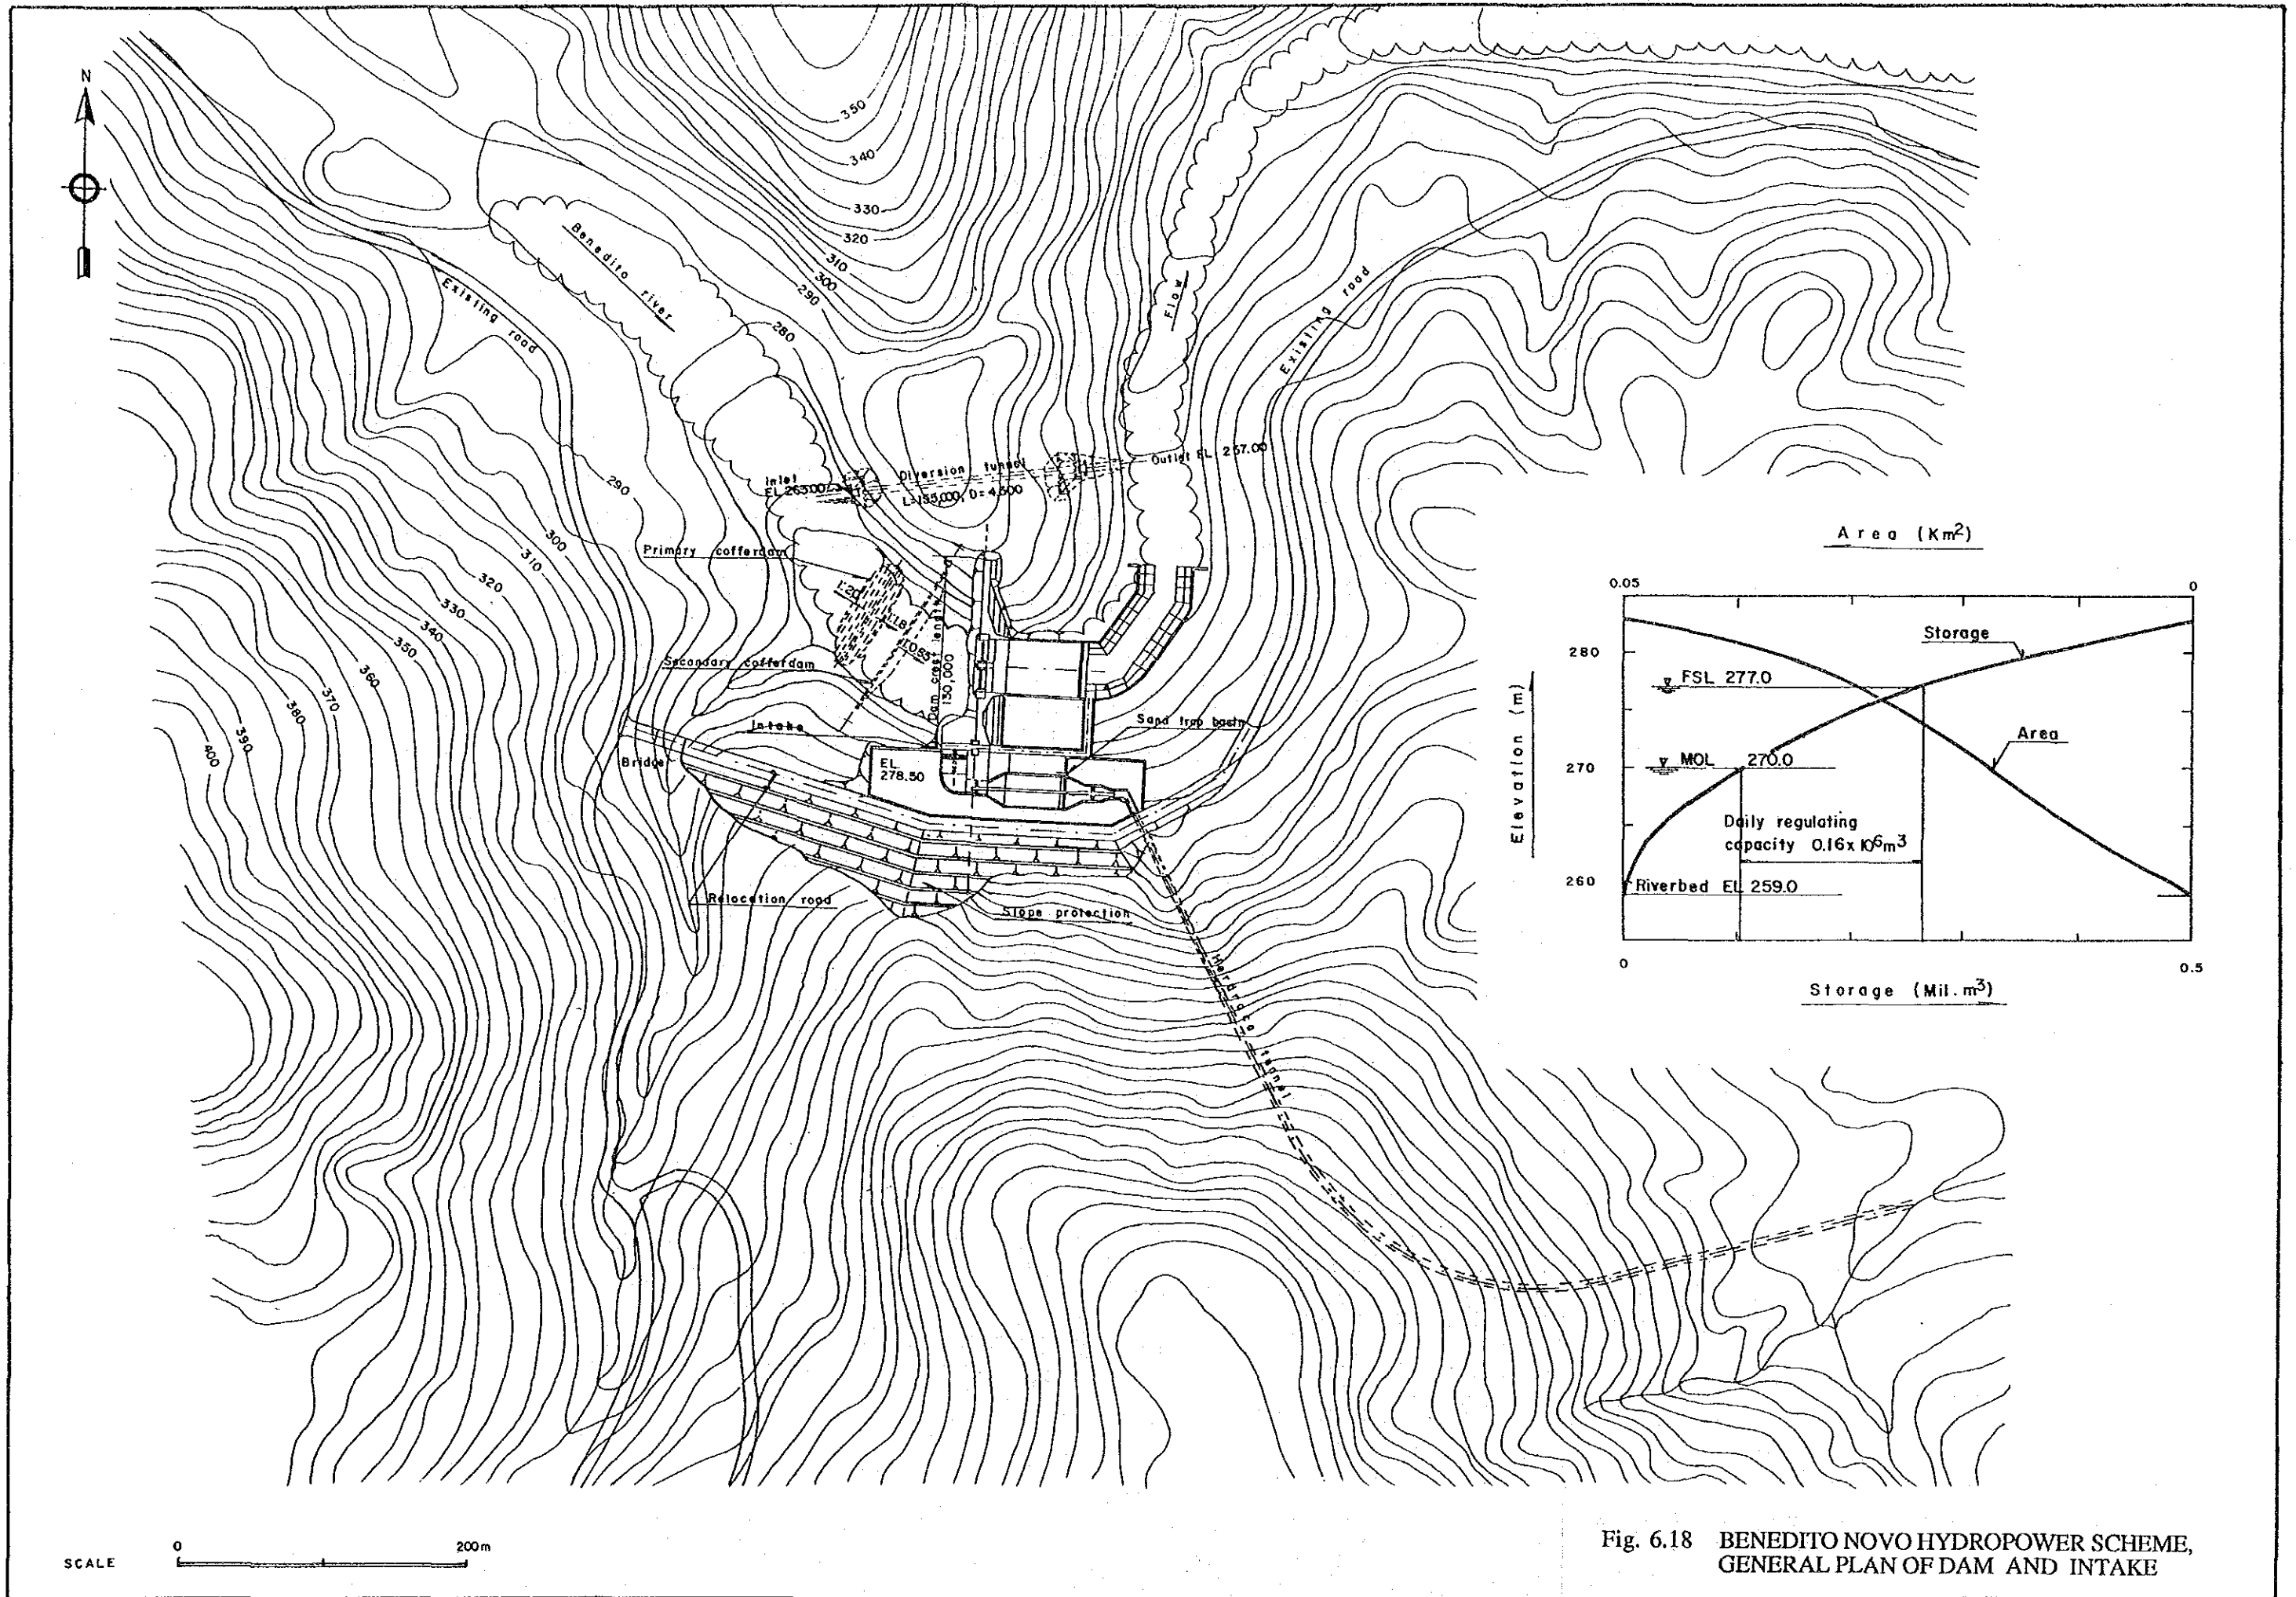 N
350
340
330
320
310
300
290
280
Benedito river
Existing road
Flow
Existing road
290
300
310
320
330
340
350
360
370
380
390
400
Inlet
Diversion tunnel
Outlet EL. 257.00
L=155,000, D=4,500
Primary cofferdam
1:20
Secondary cofferdam
Dam crest length
130,000
Intake
Sand trap basin
Bridge
EL
278.50
Relocation road
Slope protection
Headrace tunnel
Area (Km2)
0.05
0
Storage
280
FSL 277.0
Elevation (m)
Area
MOL 270.0
270
Daily regulating
capacity 0.16x106m3
260
Riverbed EL 259.0
0
0.5
Storage (Mil.m3)
SCALE
0
200m
Fig. 6.18 BENEDITO NOVO HYDROPOWER SCHEME,
GENERAL PLAN OF DAM AND INTAKE